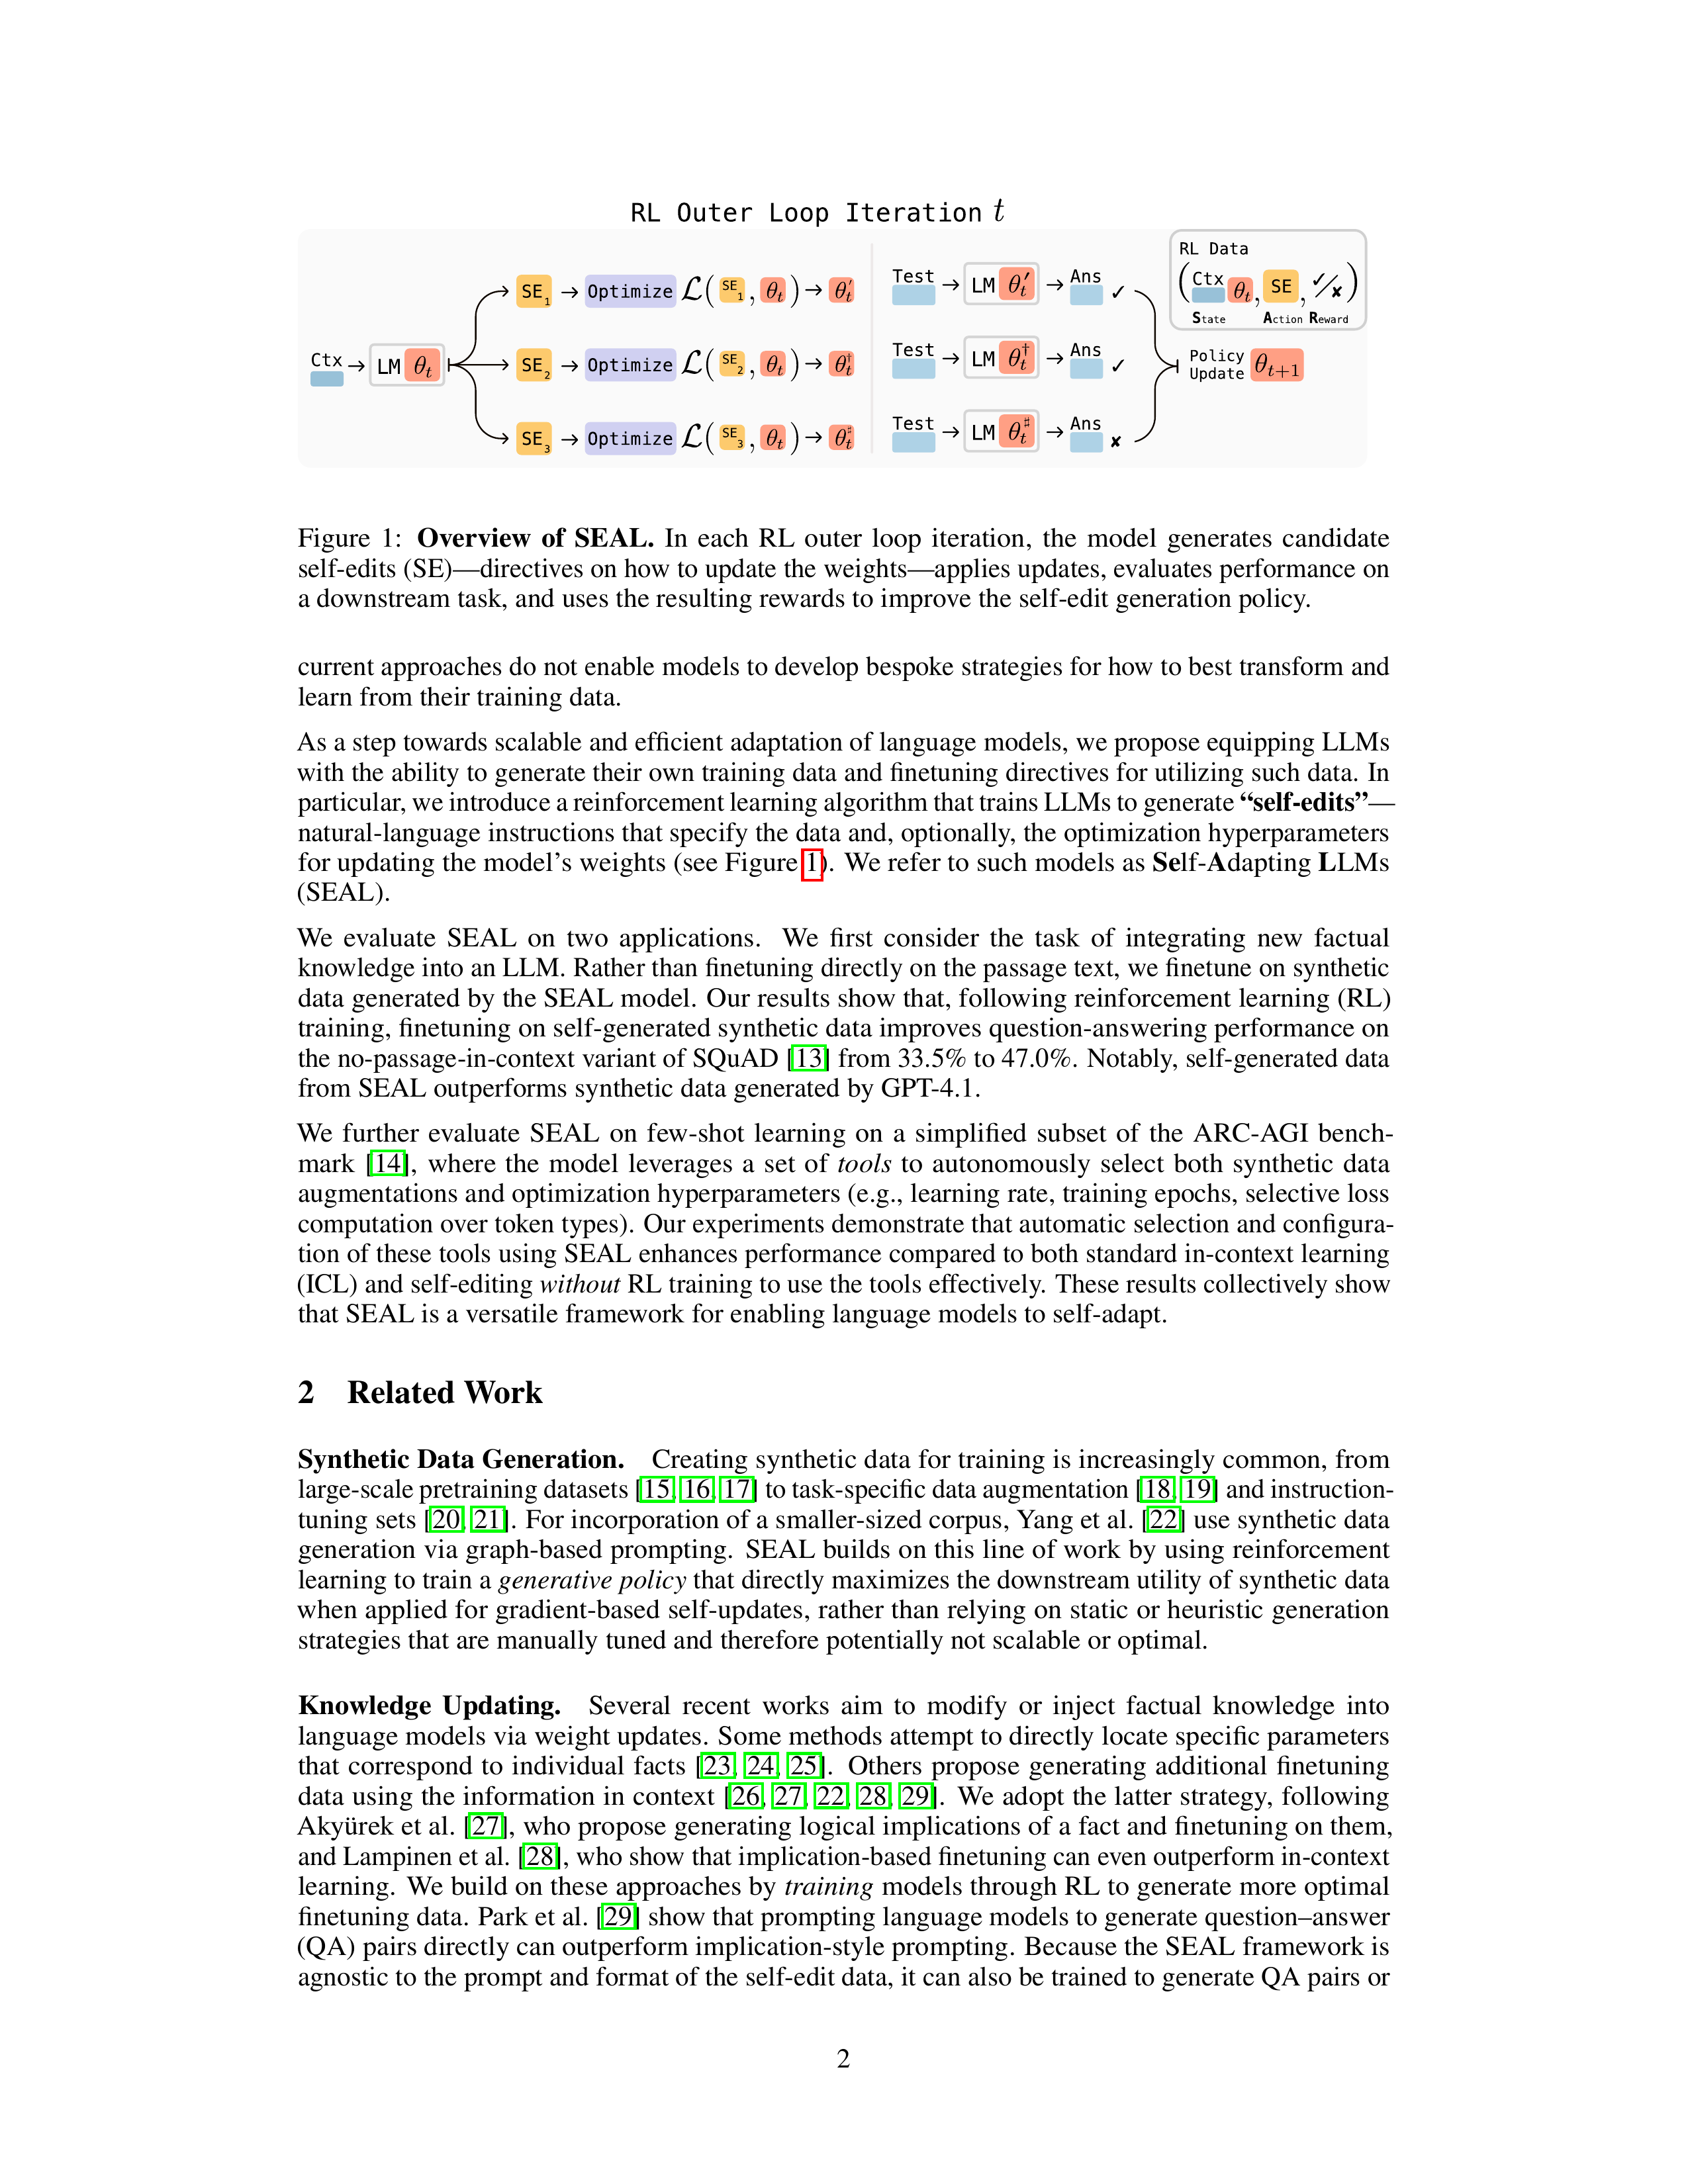 RL Outer Loop Iteration t
Ctx → LM θt
SE1 → Optimize ℒ( SE1 , θt ) → θt′
SE2 → Optimize ℒ( SE2 , θt ) → θt†
SE3 → Optimize ℒ( SE3 , θt ) → θt♯
Test → LM θt′ → Ans ✓
Test → LM θt† → Ans ✓
Test → LM θt♯ → Ans ✘
RL Data
( Ctx θt , SE , ✓/✘ )
State Action Reward
Policy
Update θt+1
Figure 1: Overview of SEAL. In each RL outer loop iteration, the model generates candidate
self-edits (SE)—directives on how to update the weights—applies updates, evaluates performance on
a downstream task, and uses the resulting rewards to improve the self-edit generation policy.
current approaches do not enable models to develop bespoke strategies for how to best transform and
learn from their training data.
As a step towards scalable and efficient adaptation of language models, we propose equipping LLMs
with the ability to generate their own training data and finetuning directives for utilizing such data. In
particular, we introduce a reinforcement learning algorithm that trains LLMs to generate “self-edits”—
natural-language instructions that specify the data and, optionally, the optimization hyperparameters
for updating the model’s weights (see Figure 1). We refer to such models as Self-Adapting LLMs
(SEAL).
We evaluate SEAL on two applications. We first consider the task of integrating new factual
knowledge into an LLM. Rather than finetuning directly on the passage text, we finetune on synthetic
data generated by the SEAL model. Our results show that, following reinforcement learning (RL)
training, finetuning on self-generated synthetic data improves question-answering performance on
the no-passage-in-context variant of SQuAD [13] from 33.5% to 47.0%. Notably, self-generated data
from SEAL outperforms synthetic data generated by GPT-4.1.
We further evaluate SEAL on few-shot learning on a simplified subset of the ARC-AGI bench-
mark [14], where the model leverages a set of tools to autonomously select both synthetic data
augmentations and optimization hyperparameters (e.g., learning rate, training epochs, selective loss
computation over token types). Our experiments demonstrate that automatic selection and configura-
tion of these tools using SEAL enhances performance compared to both standard in-context learning
(ICL) and self-editing without RL training to use the tools effectively. These results collectively show
that SEAL is a versatile framework for enabling language models to self-adapt.
2 Related Work
Synthetic Data Generation. Creating synthetic data for training is increasingly common, from
large-scale pretraining datasets [15, 16, 17] to task-specific data augmentation [18, 19] and instruction-
tuning sets [20, 21]. For incorporation of a smaller-sized corpus, Yang et al. [22] use synthetic data
generation via graph-based prompting. SEAL builds on this line of work by using reinforcement
learning to train a generative policy that directly maximizes the downstream utility of synthetic data
when applied for gradient-based self-updates, rather than relying on static or heuristic generation
strategies that are manually tuned and therefore potentially not scalable or optimal.
Knowledge Updating. Several recent works aim to modify or inject factual knowledge into
language models via weight updates. Some methods attempt to directly locate specific parameters
that correspond to individual facts [23, 24, 25]. Others propose generating additional finetuning
data using the information in context [26, 27, 22, 28, 29]. We adopt the latter strategy, following
Akyürek et al. [27], who propose generating logical implications of a fact and finetuning on them,
and Lampinen et al. [28], who show that implication-based finetuning can even outperform in-context
learning. We build on these approaches by training models through RL to generate more optimal
finetuning data. Park et al. [29] show that prompting language models to generate question–answer
(QA) pairs directly can outperform implication-style prompting. Because the SEAL framework is
agnostic to the prompt and format of the self-edit data, it can also be trained to generate QA pairs or
2